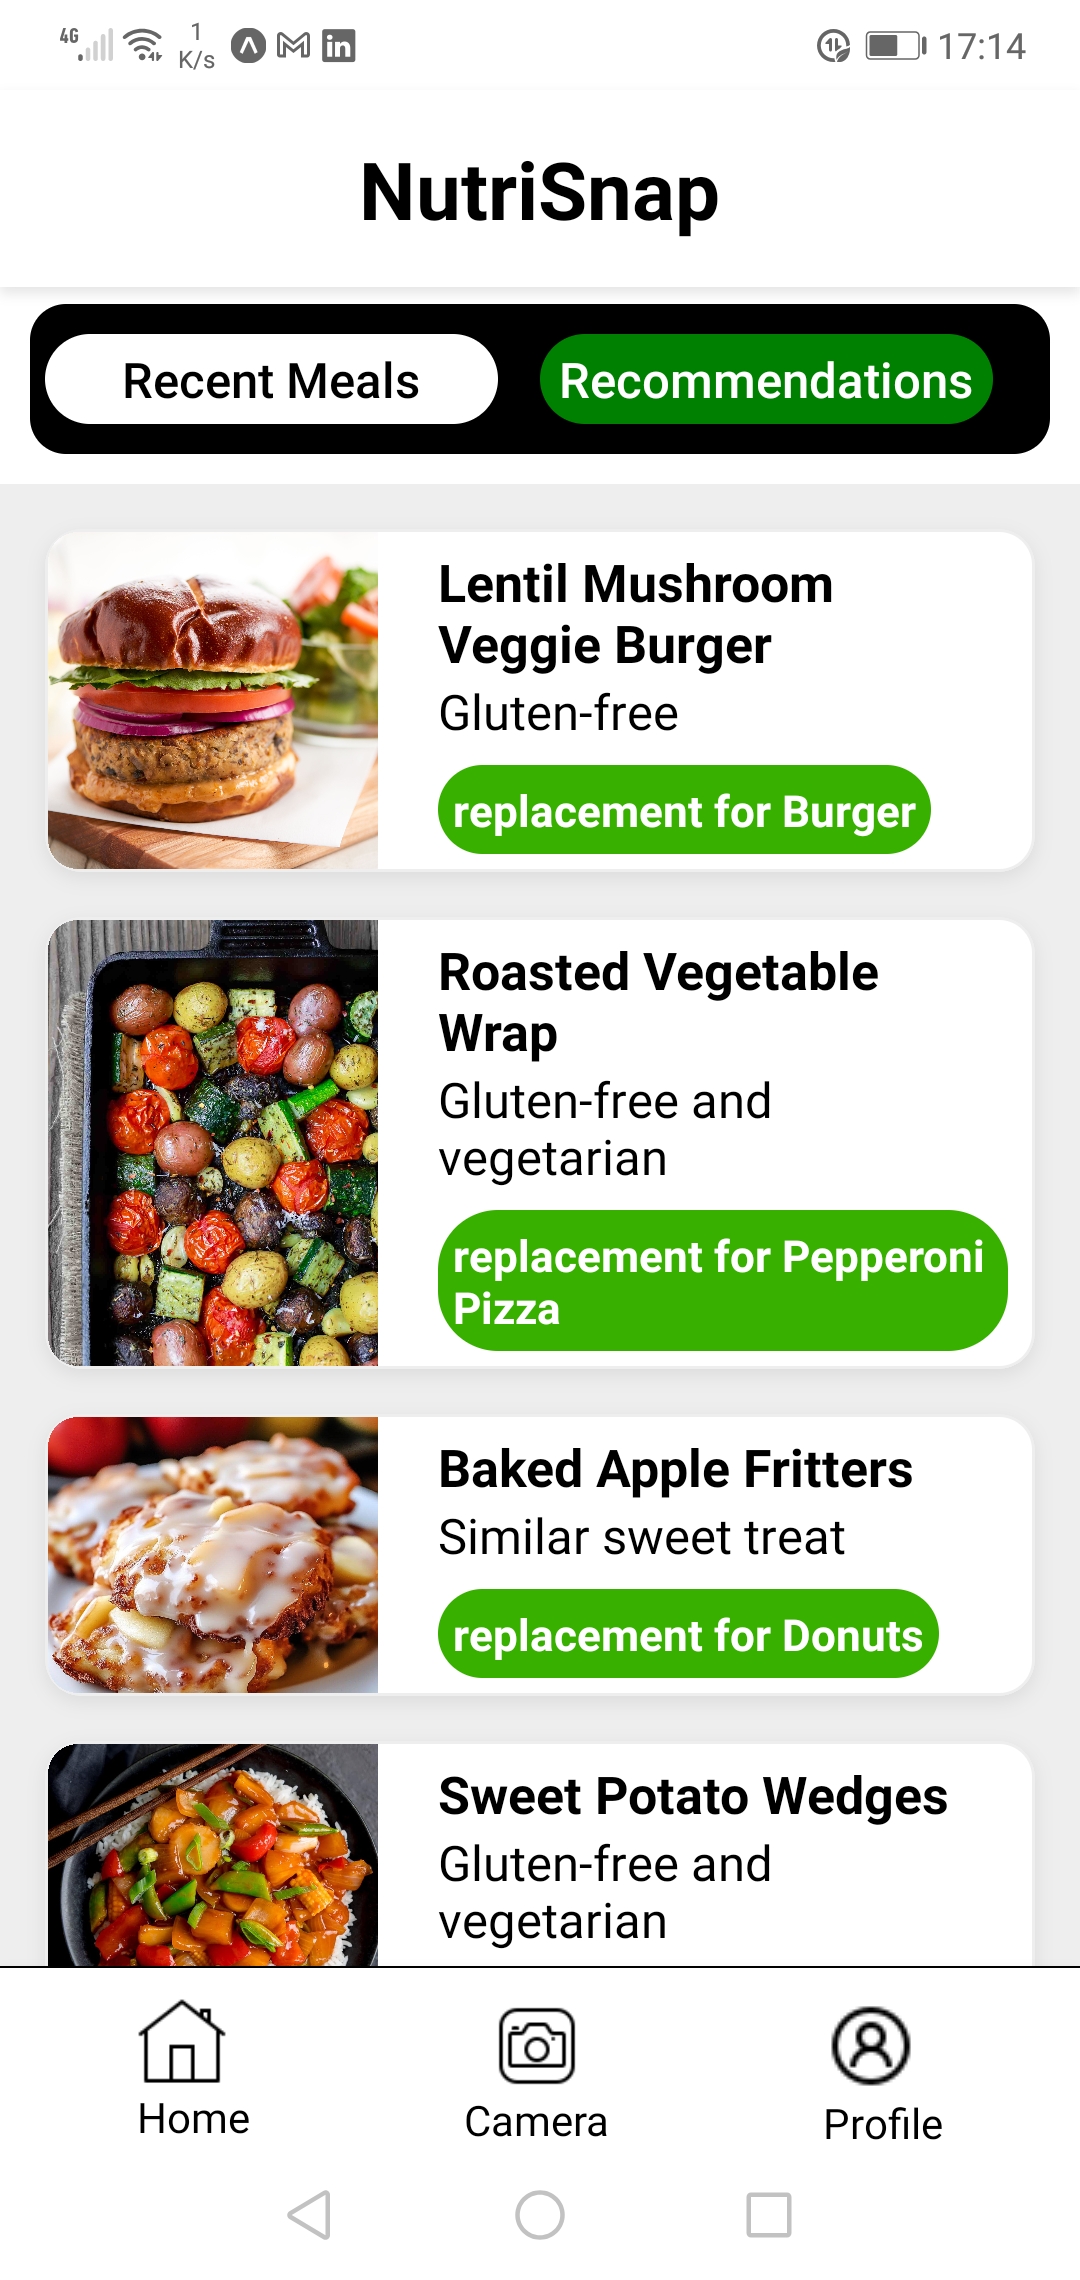 4G 1 K/s 17:14
NutriSnap
Recent Meals Recommendations
Lentil Mushroom
Veggie Burger
Gluten-free
replacement for Burger
Roasted Vegetable
Wrap
Gluten-free and
vegetarian
replacement for Pepperoni
Pizza
Baked Apple Fritters
Similar sweet treat
replacement for Donuts
Sweet Potato Wedges
Gluten-free and
vegetarian
Home Camera Profile